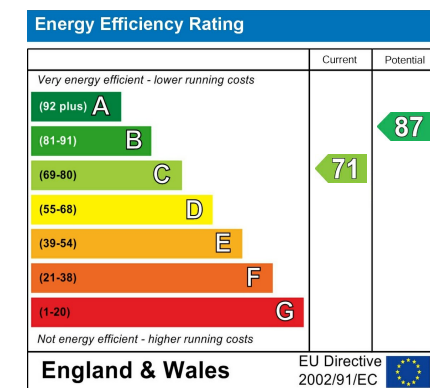 Energy Efficiency Rating
Current Potential
Very energy efficient - lower running costs
(92 plus) A
(81-91) B
(69-80) C
(55-68) D
(39-54) E
(21-38) F
(1-20) G
87
71
Not energy efficient - higher running costs
England & Wales
EU Directive
2002/91/EC